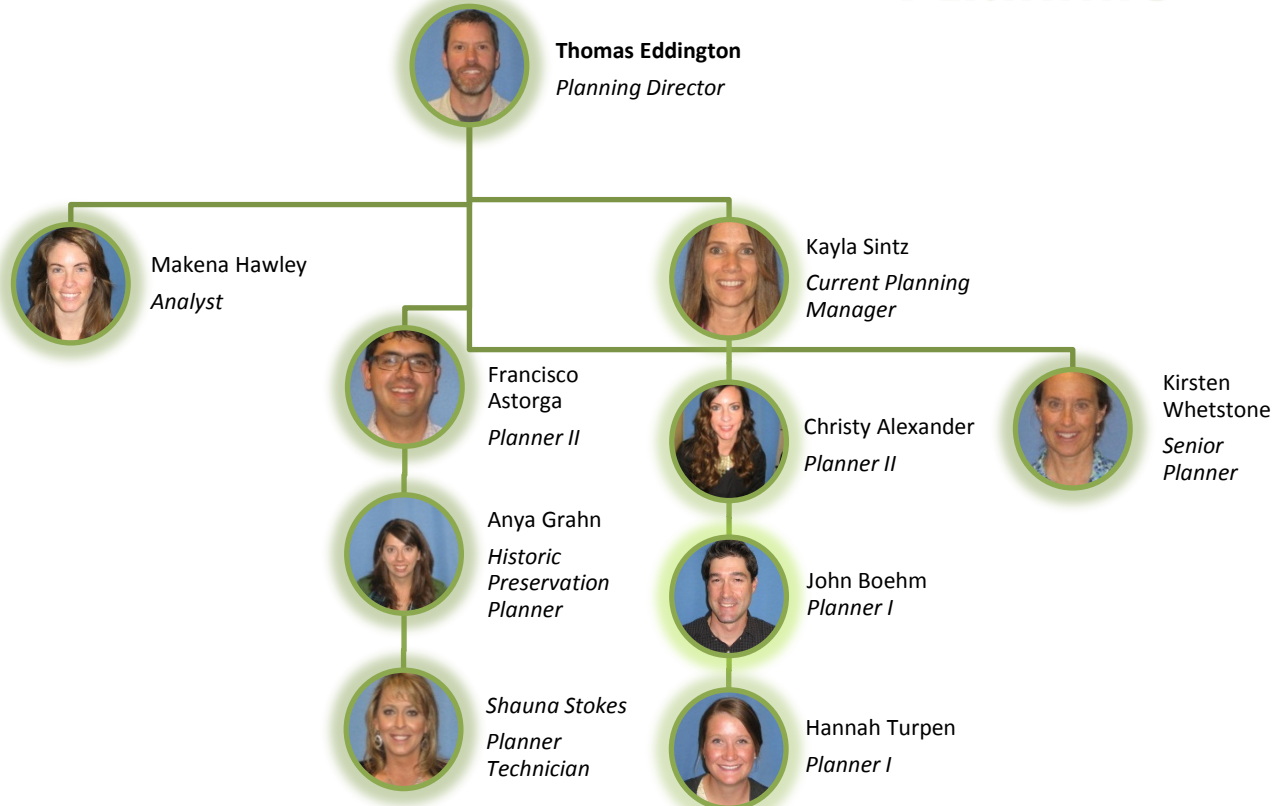 Thomas Eddington
Planning Director
Makena Hawley
Analyst
Kayla Sintz
Current Planning
Manager
Francisco
Astorga
Planner II
Christy Alexander
Planner II
Kirsten
Whetstone
Senior
Planner
Anya Grahn
Historic
Preservation
Planner
John Boehm
Planner I
Shauna Stokes
Planner
Technician
Hannah Turpen
Planner I